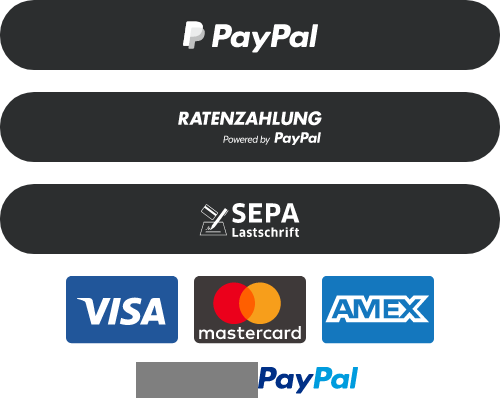 PayPal
RATENZAHLUNG
Powered by PayPal
SEPA
Lastschrift
VISA
mastercard
AMEX
PayPal